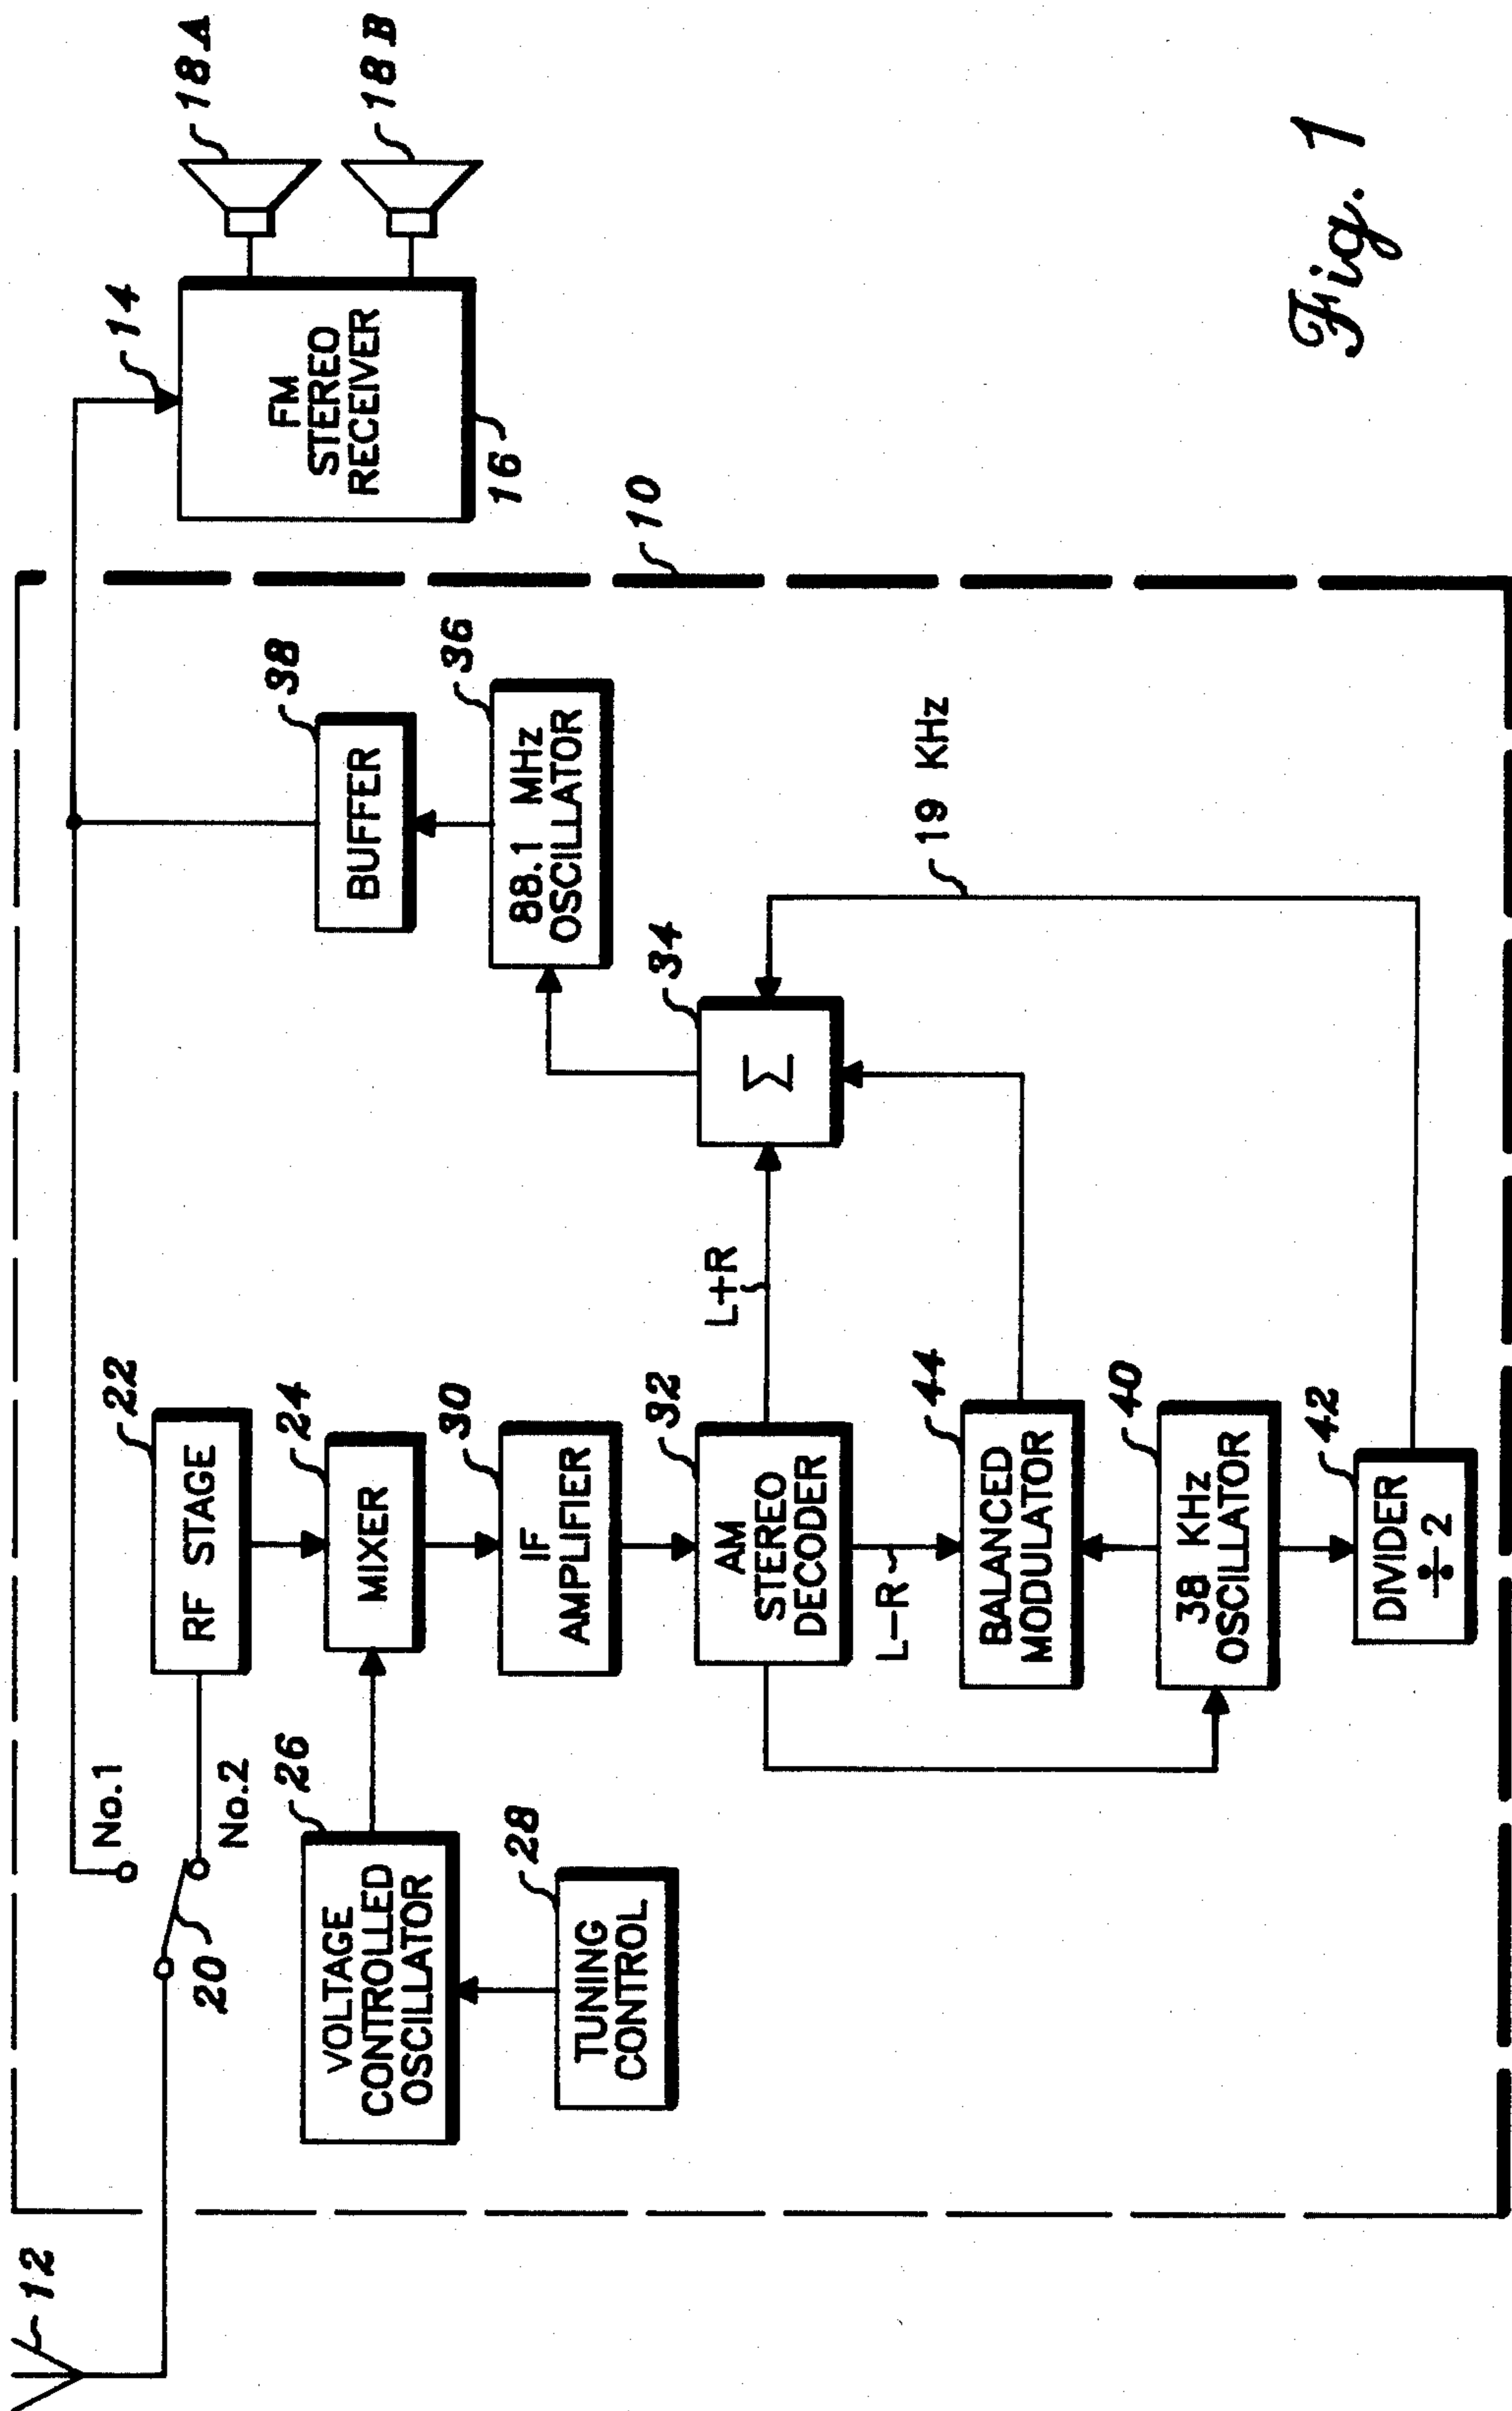 12
No.1
20
No.2
22
RF STAGE
24
MIXER
26
VOLTAGE
CONTROLLED
OSCILLATOR
28
TUNING
CONTROL
30
IF
AMPLIFIER
32
AM
STEREO
DECODER
L+R
L−R
44
BALANCED
MODULATOR
40
38 KHz
OSCILLATOR
42
DIVIDER
÷2
34
Σ
19 KHz
36
88.1 MHz
OSCILLATOR
38
BUFFER
10
14
FM
STEREO
RECEIVER
16
18A
18B
Fig. 1